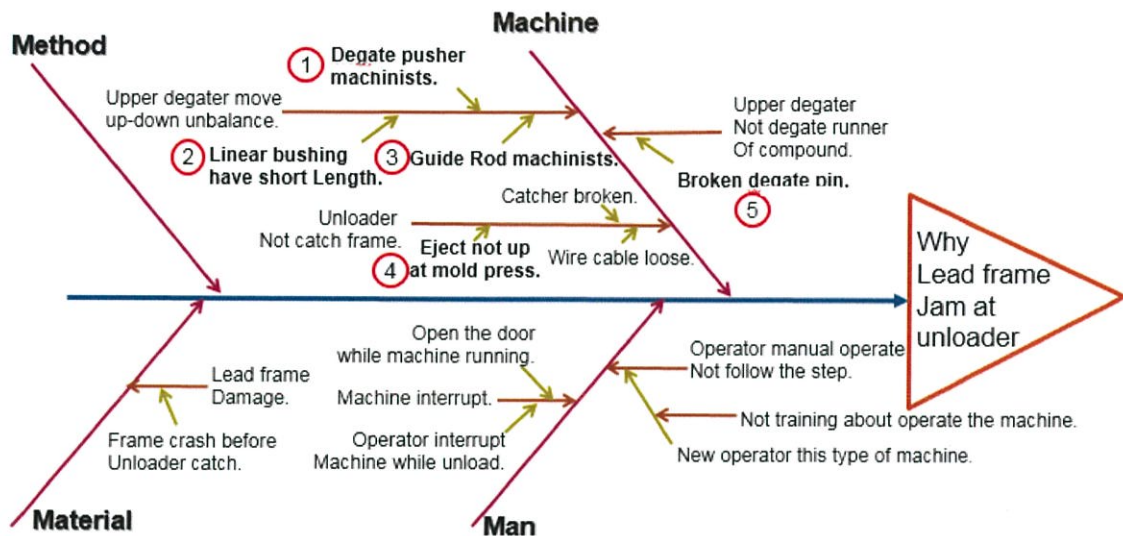 Method
Machine
1 Degate pusher
machinists.
Upper degater move
up-down unbalance.
2 Linear bushing
have short Length.
3 Guide Rod machinists.
Upper degater
Not degate runner
Of compound.
Broken degate pin.
5
Catcher broken.
Unloader
Not catch frame.
4 Eject not up
at mold press.
Wire cable loose.
Why
Lead frame
Jam at
unloader
Open the door
while machine running.
Machine interrupt.
Operator interrupt
Machine while unload.
Operator manual operate
Not follow the step.
Not training about operate the machine.
New operator this type of machine.
Lead frame
Damage.
Frame crash before
Unloader catch.
Material
Man